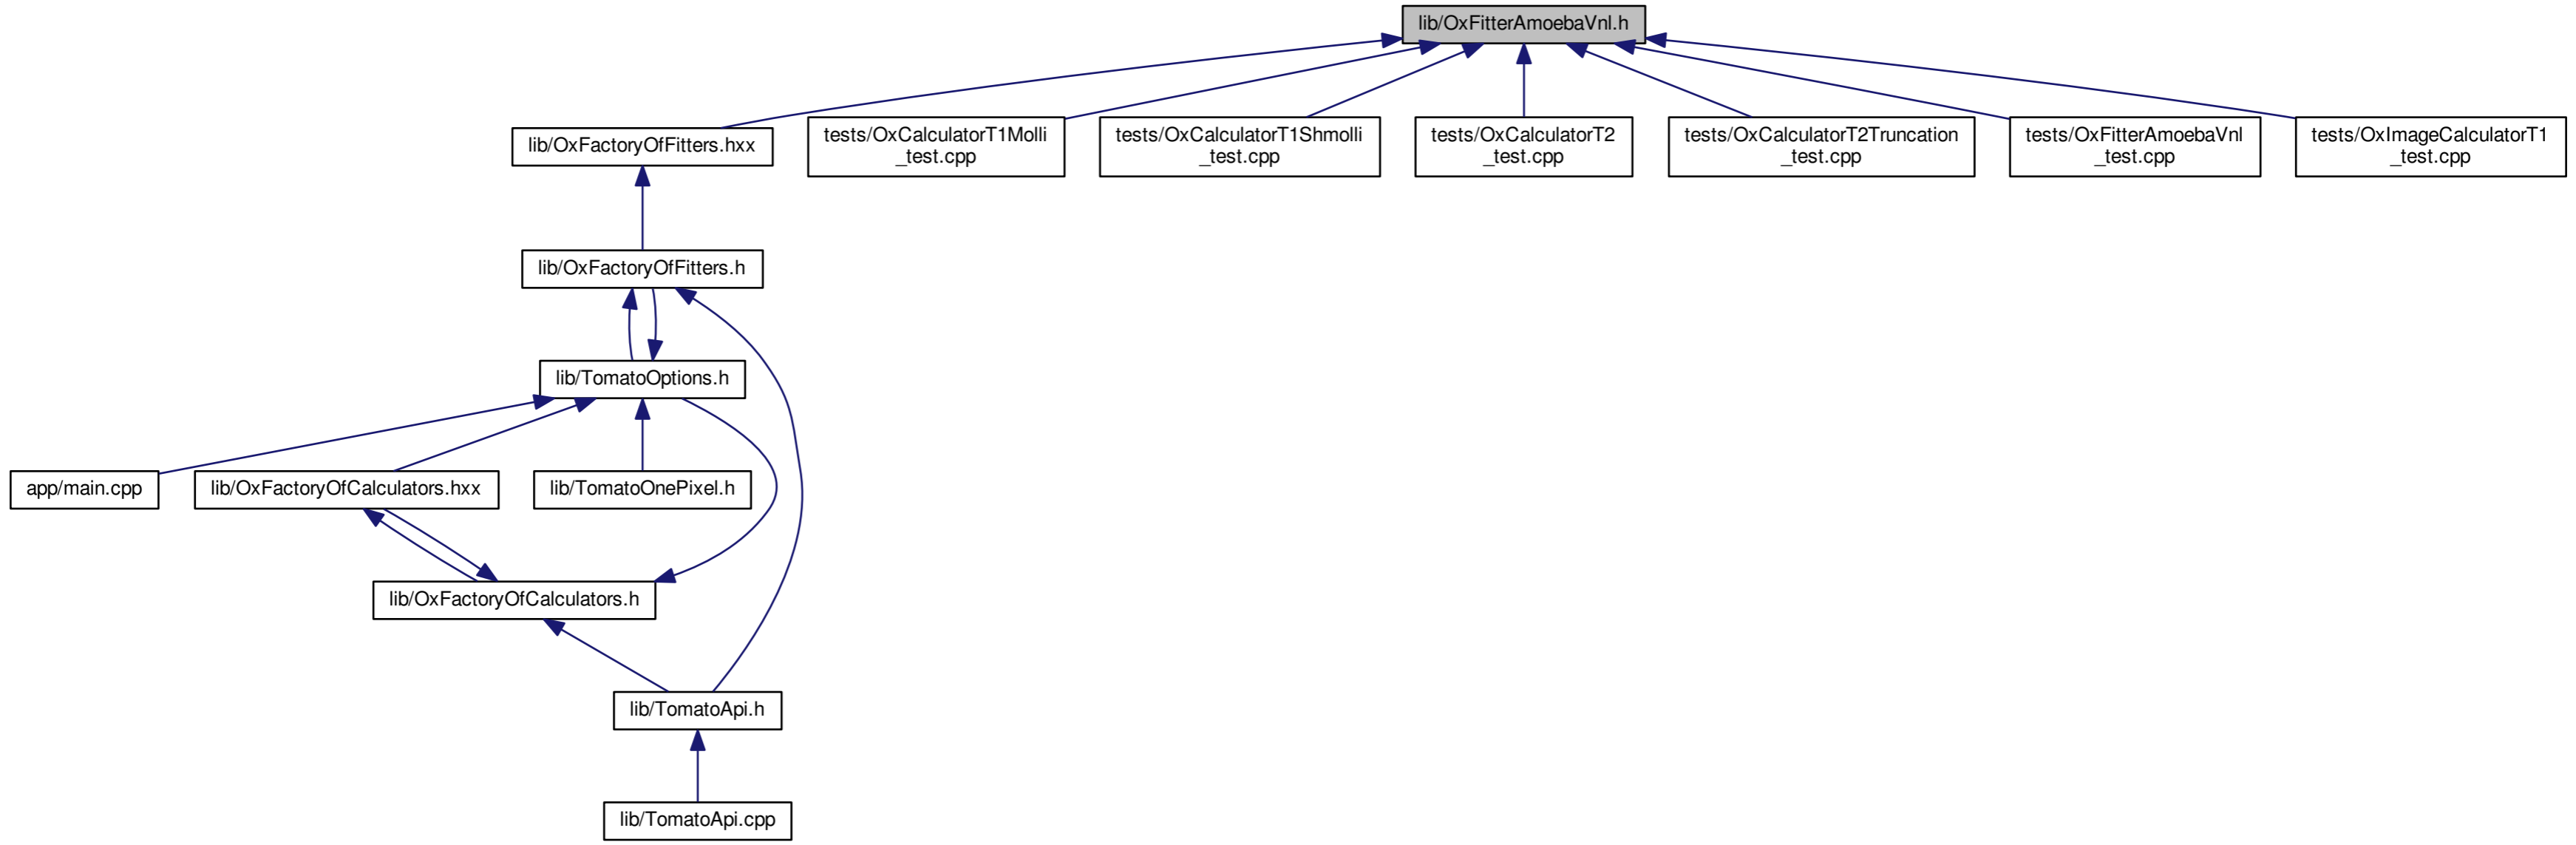 lib/OxFitterAmoebaVnl.h
lib/OxFactoryOfFitters.hxx
tests/OxCalculatorT1Molli
_test.cpp
tests/OxCalculatorT1Shmolli
_test.cpp
tests/OxCalculatorT2
_test.cpp
tests/OxCalculatorT2Truncation
_test.cpp
tests/OxFitterAmoebaVnl
_test.cpp
tests/OxImageCalculatorT1
_test.cpp
lib/OxFactoryOfFitters.h
lib/TomatoOptions.h
app/main.cpp
lib/OxFactoryOfCalculators.hxx
lib/TomatoOnePixel.h
lib/OxFactoryOfCalculators.h
lib/TomatoApi.h
lib/TomatoApi.cpp